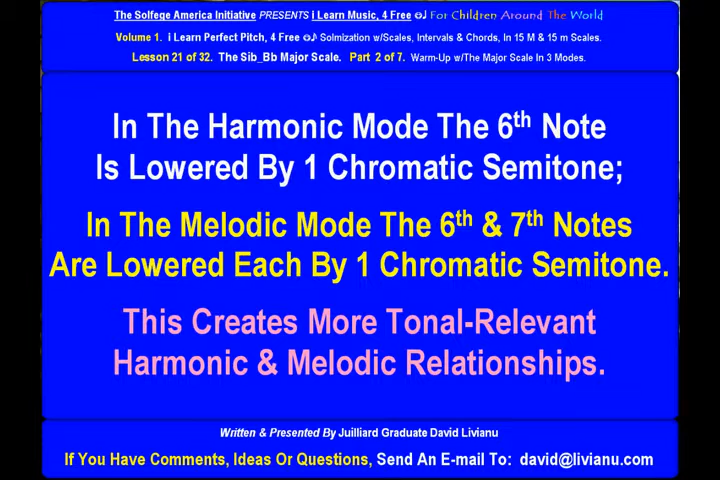 The Solfege America Initiative PRESENTS i Learn Music, 4 Free For Children Around The World
Volume 1. i Learn Perfect Pitch, 4 Free Solmization w/Scales, Intervals & Chords, In 15 M & 15 m Scales.
Lesson 21 of 32. The Sib_Bb Major Scale. Part 2 of 7. Warm-Up w/The Major Scale In 3 Modes.
In The Harmonic Mode The 6th Note
Is Lowered By 1 Chromatic Semitone;
In The Melodic Mode The 6th & 7th Notes
Are Lowered Each By 1 Chromatic Semitone.
This Creates More Tonal-Relevant
Harmonic & Melodic Relationships.
Written & Presented By Juilliard Graduate David Livianu
If You Have Comments, Ideas Or Questions, Send An E-mail To: david@livianu.com